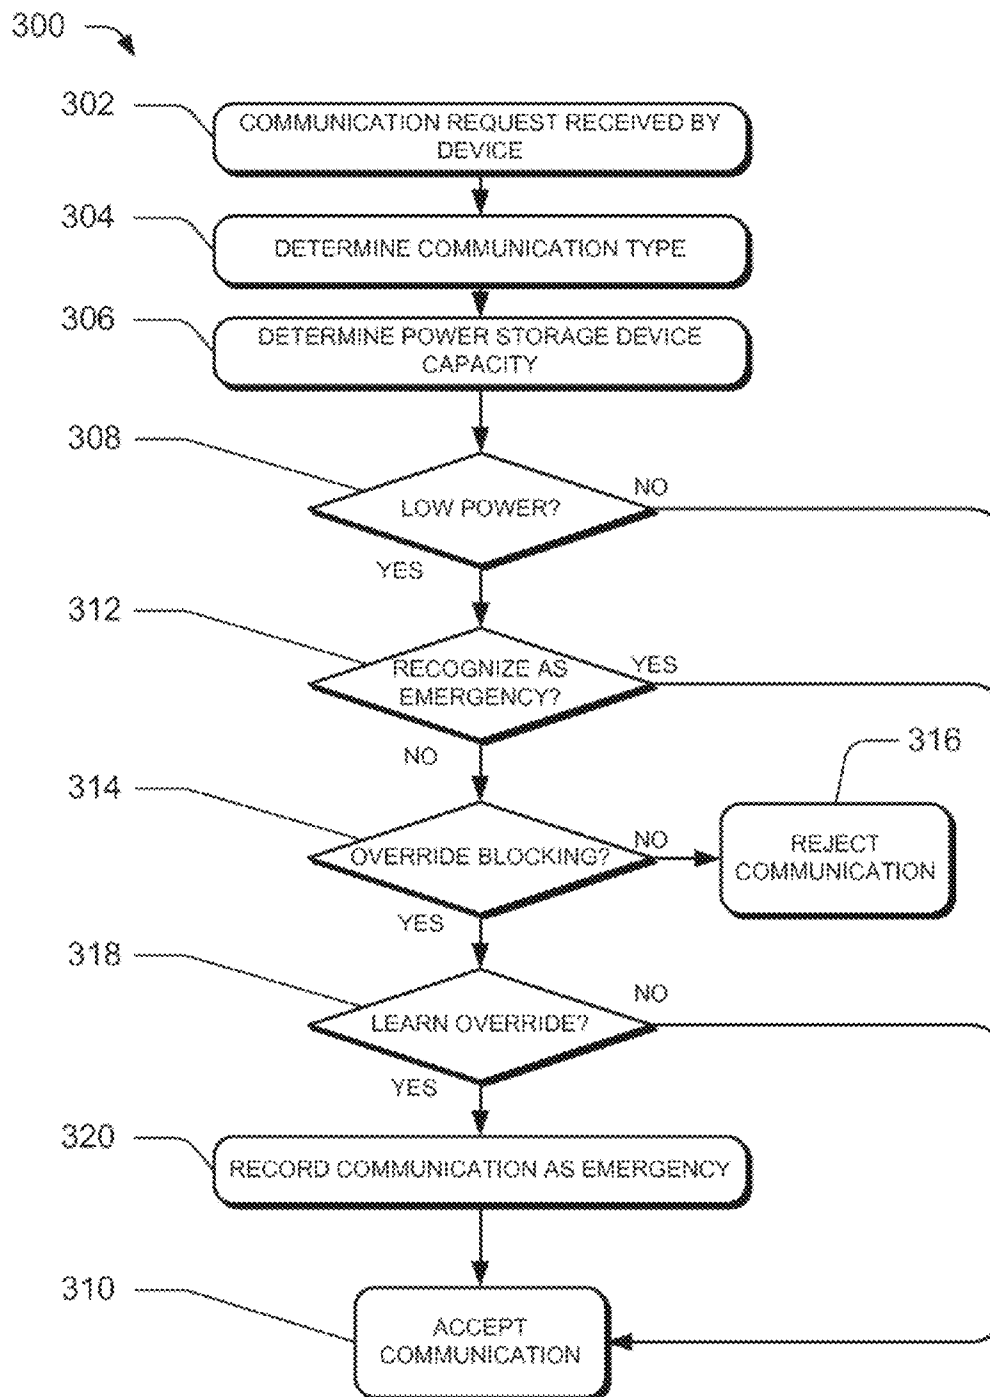 300
302
COMMUNICATION REQUEST RECEIVED BY
DEVICE
304
DETERMINE COMMUNICATION TYPE
306
DETERMINE POWER STORAGE DEVICE
CAPACITY
308
LOW POWER?
NO
YES
312
RECOGNIZE AS
EMERGENCY?
YES
NO
314
OVERRIDE BLOCKING?
NO
316
REJECT
COMMUNICATION
YES
318
LEARN OVERRIDE?
NO
YES
320
RECORD COMMUNICATION AS EMERGENCY
310
ACCEPT
COMMUNICATION